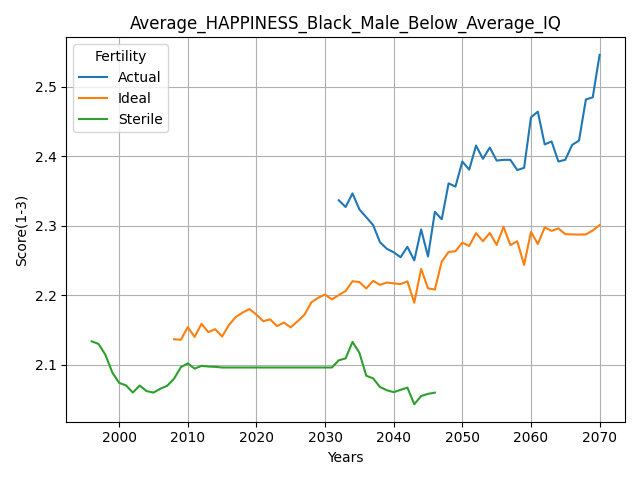 Average_HAPPINESS_Black_Male_Below_Average_IQ
Fertility
Actual
Ideal
Sterile
Score(1-3)
2.5
2.4
2.3
2.2
2.1
2000 2010 2020 2030 2040 2050 2060 2070
Years